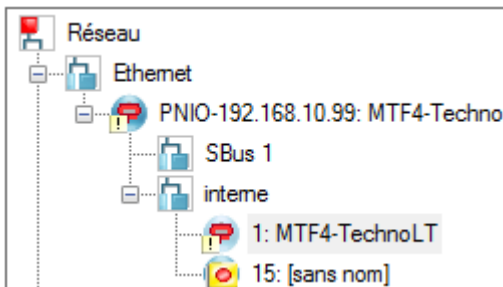 Réseau
Ethernet
PNIO-192.168.10.99: MTF4-Techno
SBus 1
interne
1: MTF4-TechnoLT
15: [sans nom]